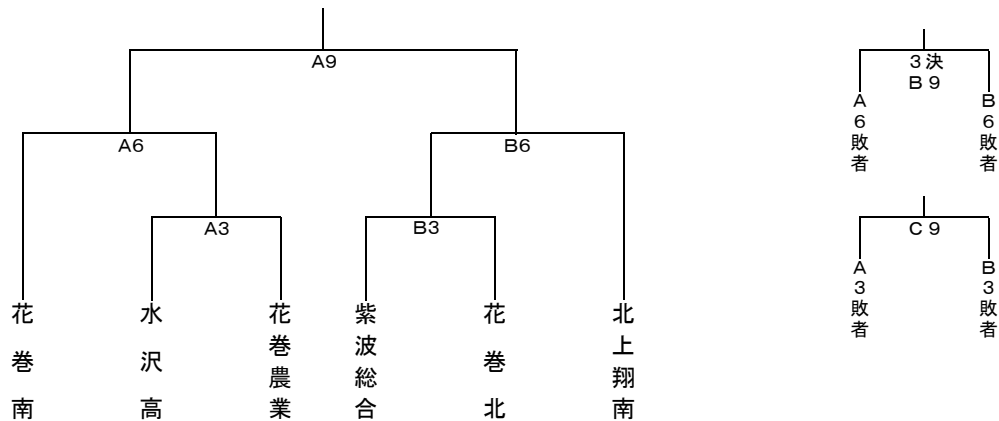 A9
A6
B6
A3
B3
花巻南
水沢高
花巻農業
紫波総合
花巻北
北上翔南
３決
Ｂ９
Ａ６敗者
Ｂ６敗者
Ｃ９
Ａ３敗者
Ｂ３敗者